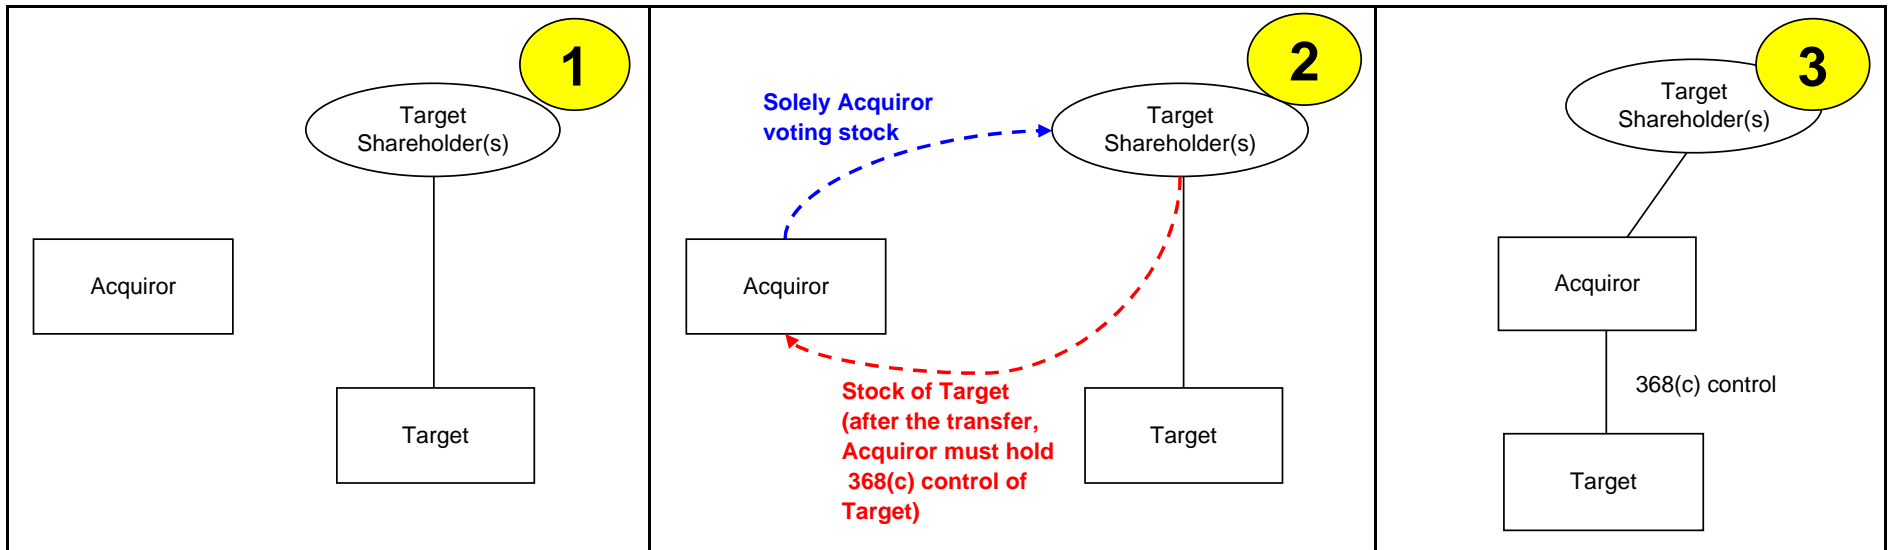 1
Target
Shareholder(s)
Acquiror
Target
2
Solely Acquiror
voting stock
Target
Shareholder(s)
Acquiror
Stock of Target
(after the transfer,
Acquiror must hold
368(c) control of
Target)
Target
3
Target
Shareholder(s)
Acquiror
368(c) control
Target